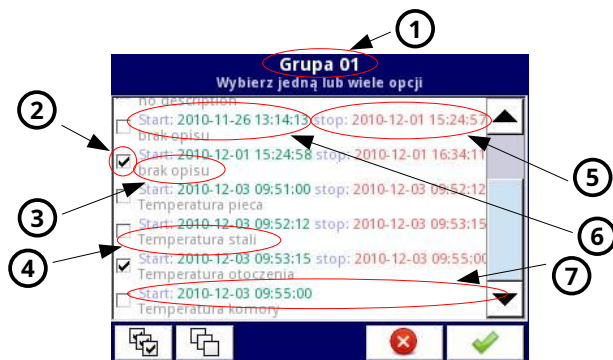 1
Grupa 01
Wybierz jedną lub wiele opcji
no description
2
Start: 2010-11-26 13:14:13 stop: 2010-12-01 15:24:57
brak opisu
Start: 2010-12-01 15:24:58 stop: 2010-12-01 16:34:11
brak opisu
5
3
Start: 2010-12-03 09:51:00 stop: 2010-12-03 09:52:12
Temperatura pieca
Start: 2010-12-03 09:52:12 stop: 2010-12-03 09:53:15
6
Temperatura stali
4
Start: 2010-12-03 09:53:15 stop: 2010-12-03 09:55:00
7
Temperatura otoczenia
Start: 2010-12-03 09:55:00
Temperatura komory